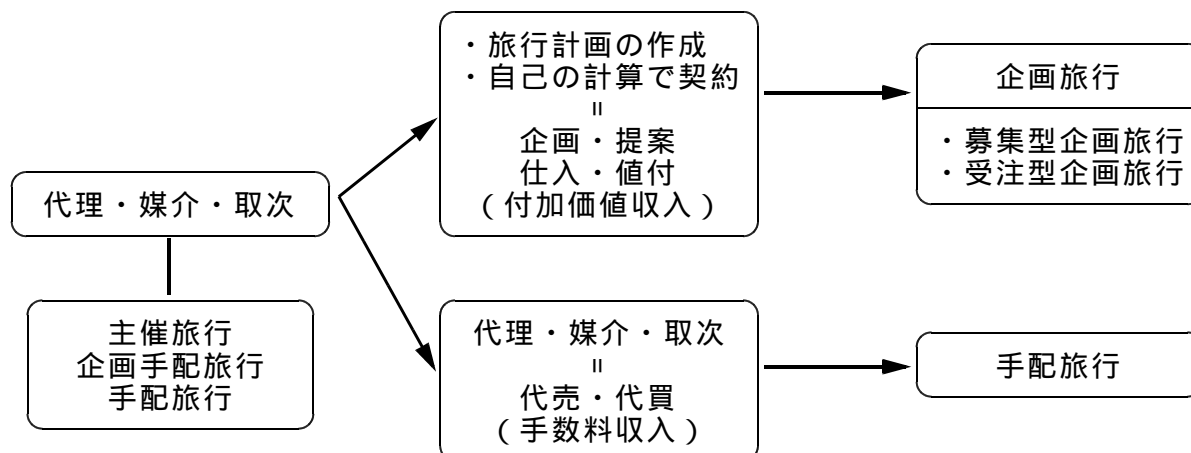 代理・媒介・取次
主催旅行
企画手配旅行
手配旅行
・旅行計画の作成
・自己の計算で契約
=
企画・提案
仕入・値付
(付加価値収入)
代理・媒介・取次
=
代売・代買
(手数料収入)
企画旅行
・募集型企画旅行
・受注型企画旅行
手配旅行